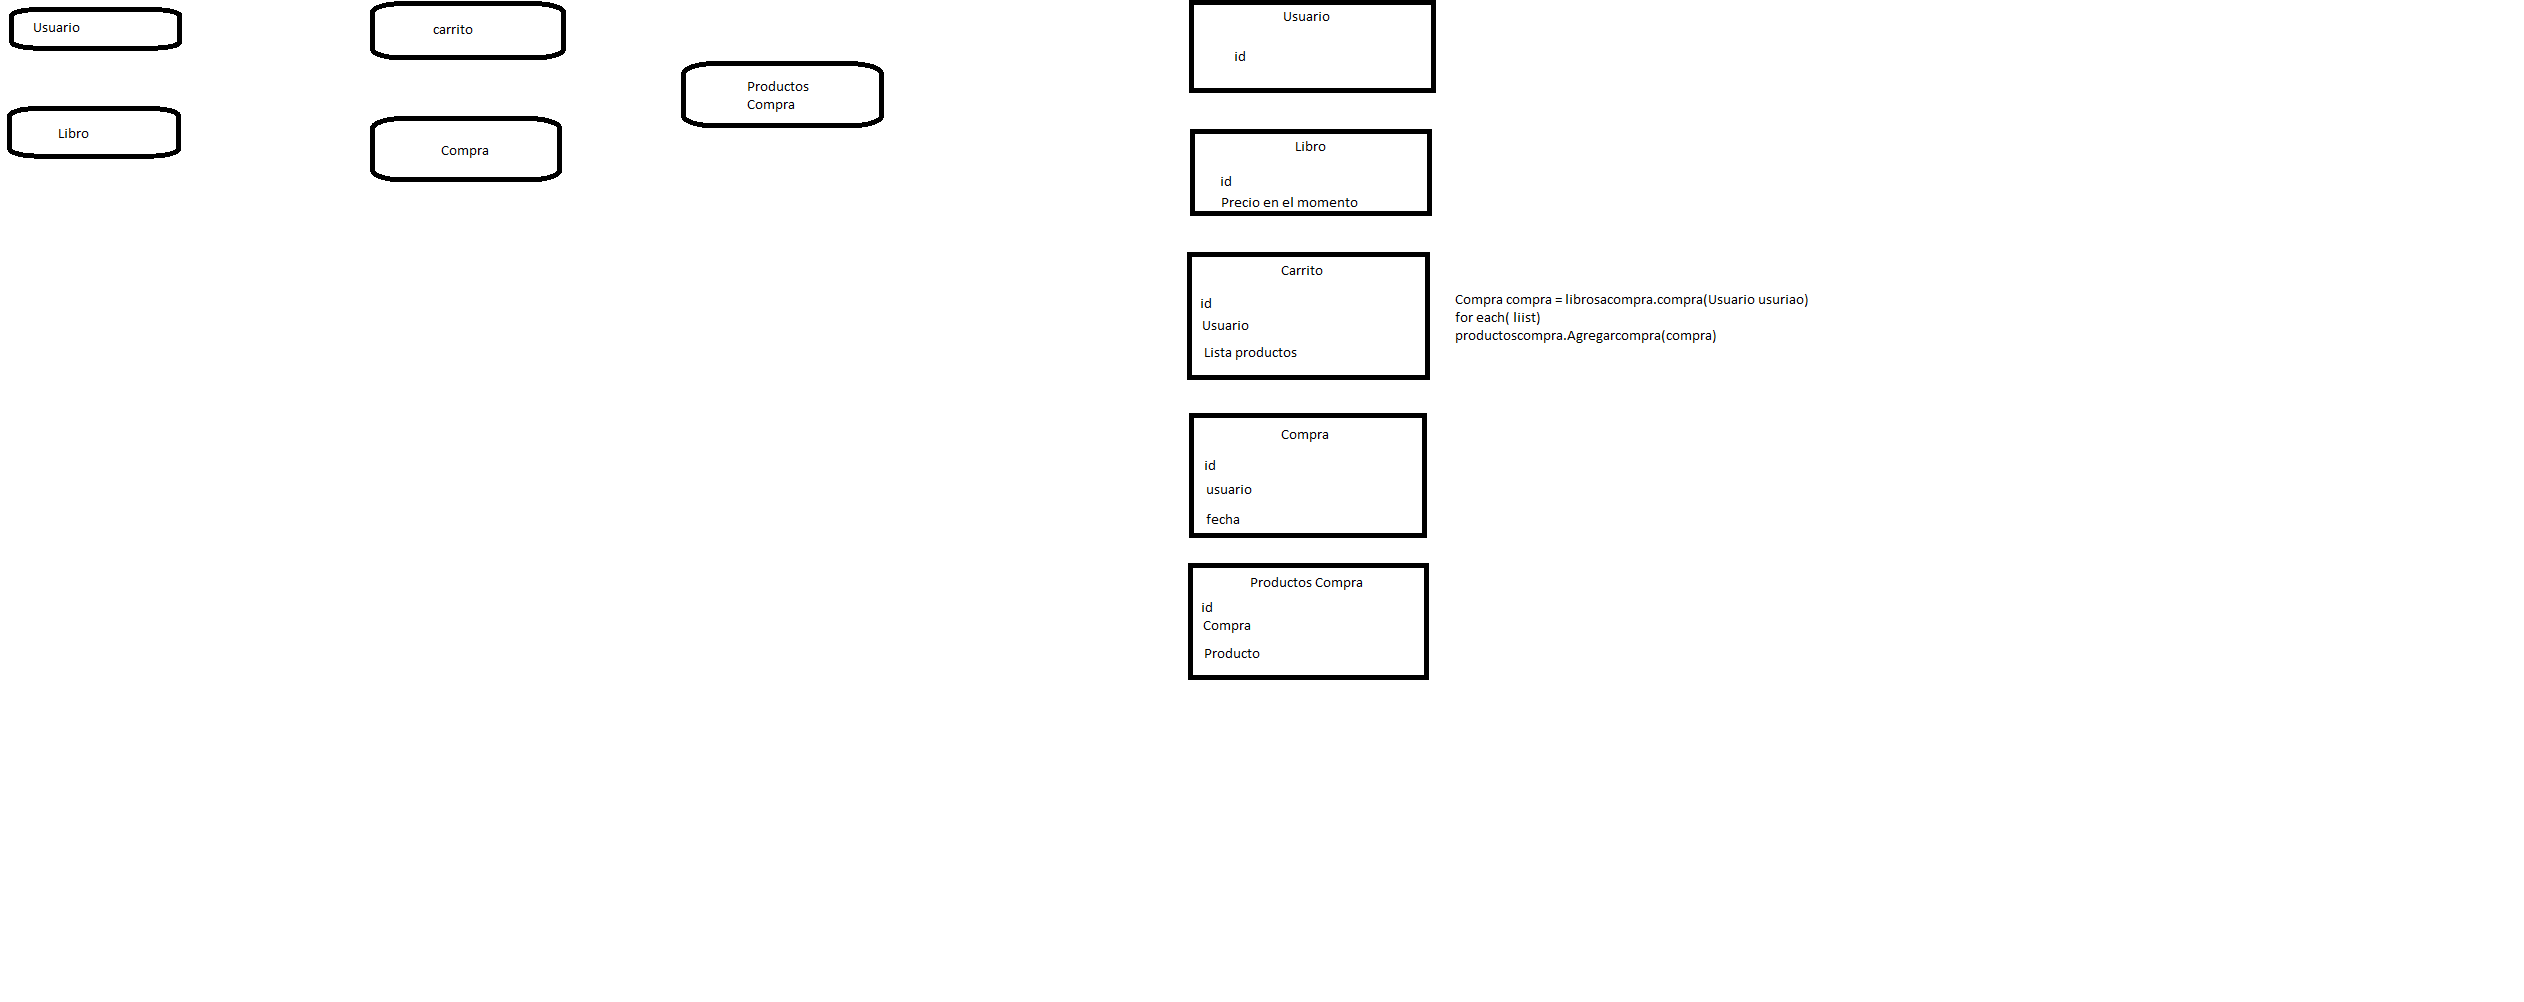 Usuario
carrito
Productos
Compra
Libro
Compra
Usuario
id
Libro
id
Precio en el momento
Carrito
id
Usuario
Lista productos
Compra compra = librosacompra.compra(Usuario usuriao)
for each( liist)
productoscompra.Agregarcompra(compra)
Compra
id
usuario
fecha
Productos Compra
id
Compra
Producto